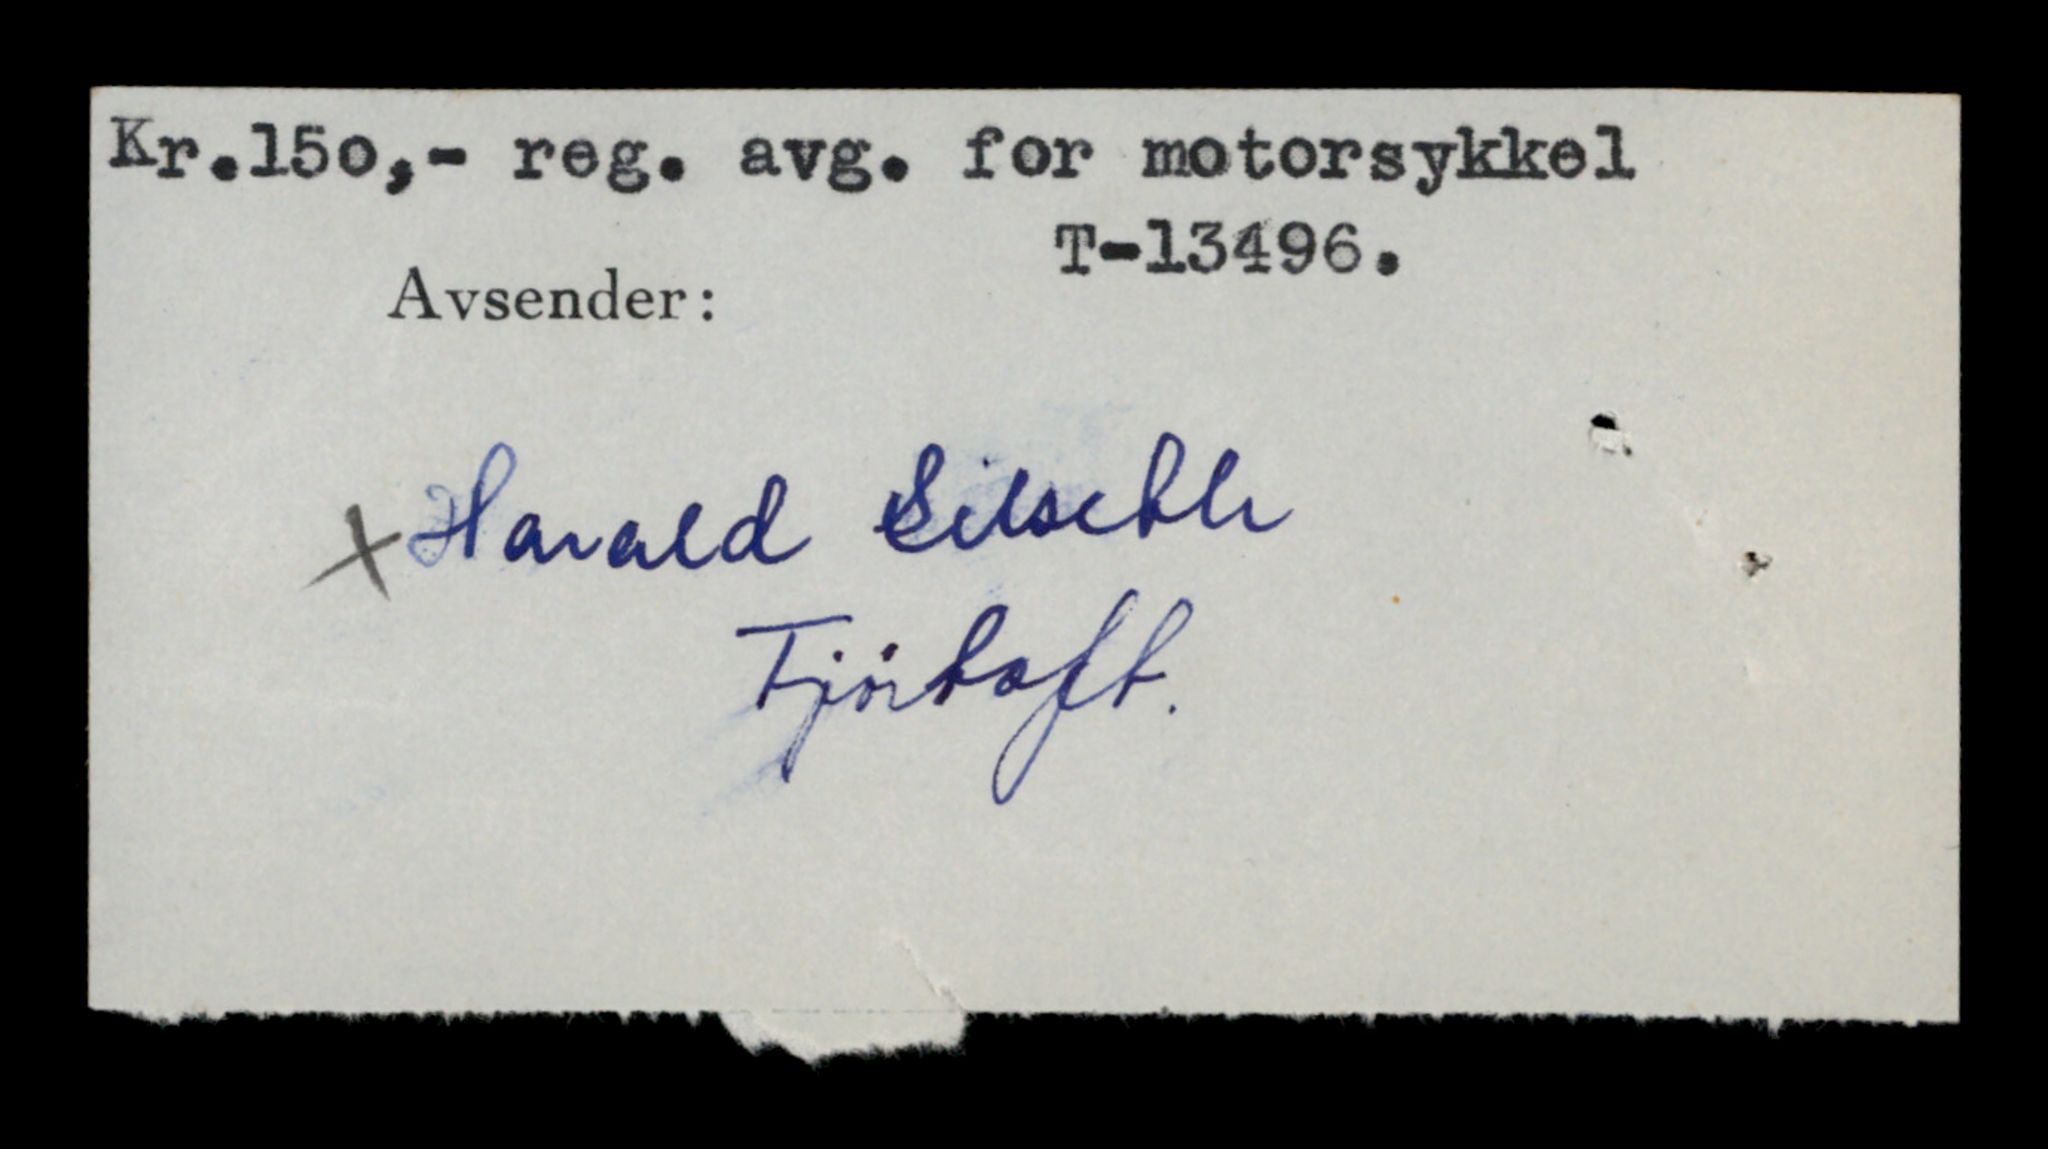 Kr.150,- reg. avg. for motorsykkel
T-13496.
Avsender:
x Harald
Fjörtoft.